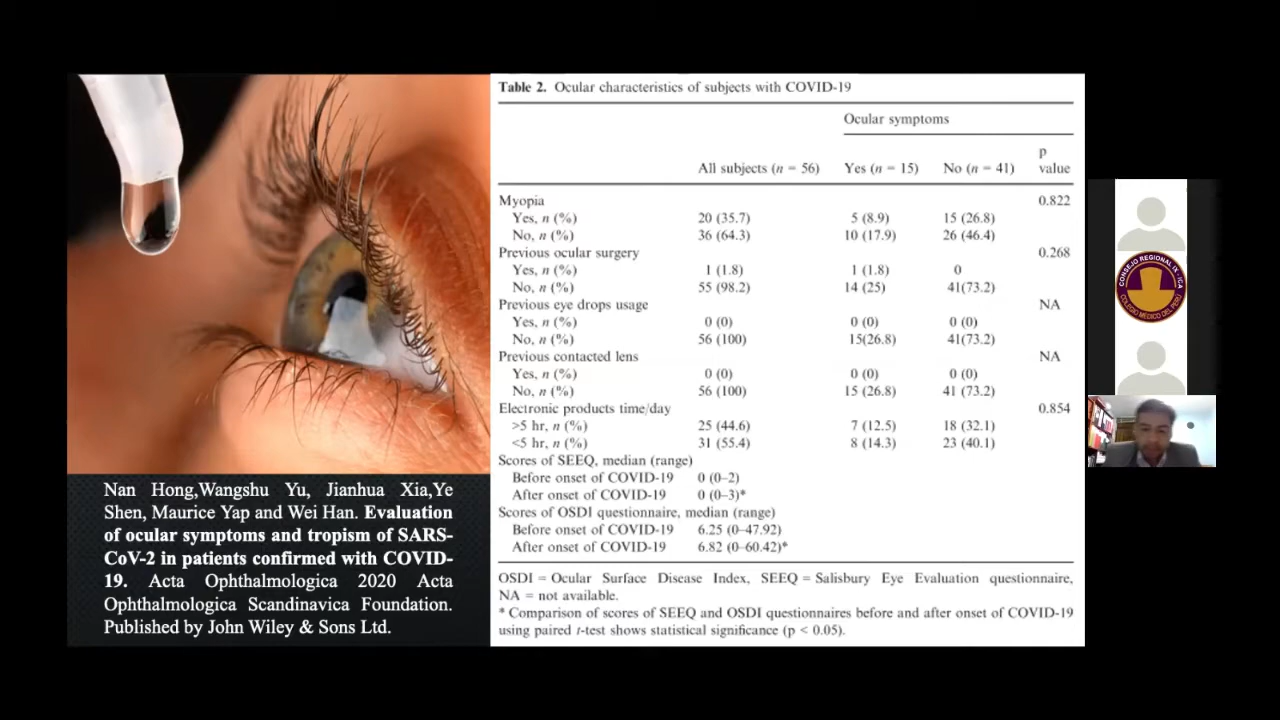 Nan Hong,Wangshu Yu, Jianhua Xia,Ye
Shen, Maurice Yap and Wei Han. Evaluation
of ocular symptoms and tropism of SARS-
CoV-2 in patients confirmed with COVID-
19. Acta Ophthalmologica 2020 Acta
Ophthalmologica Scandinavica Foundation.
Published by John Wiley & Sons Ltd.
Table 2. Ocular characteristics of subjects with COVID-19
Ocular symptoms
All subjects (n = 56) Yes (n = 15) No (n = 41) p value
Myopia 0.822
Yes, n (%) 20 (35.7) 5 (8.9) 15 (26.8)
No, n (%) 36 (64.3) 10 (17.9) 26 (46.4)
Previous ocular surgery 0.268
Yes, n (%) 1 (1.8) 1 (1.8) 0
No, n (%) 55 (98.2) 14 (25) 41(73.2)
Previous eye drops usage NA
Yes, n (%) 0 (0) 0 (0) 0 (0)
No, n (%) 56 (100) 15(26.8) 41(73.2)
Previous contacted lens NA
Yes, n (%) 0 (0) 0 (0) 0 (0)
No, n (%) 56 (100) 15 (26.8) 41 (73.2)
Electronic products time/day 0.854
>5 hr, n (%) 25 (44.6) 7 (12.5) 18 (32.1)
<5 hr, n (%) 31 (55.4) 8 (14.3) 23 (40.1)
Scores of SEEQ, median (range)
Before onset of COVID-19 0 (0–2)
After onset of COVID-19 0 (0–3)*
Scores of OSDI questionnaire, median (range)
Before onset of COVID-19 6.25 (0–47.92)
After onset of COVID-19 6.82 (0–60.42)*
OSDI = Ocular Surface Disease Index, SEEQ = Salisbury Eye Evaluation questionnaire,
NA = not available.
* Comparison of scores of SEEQ and OSDI questionnaires before and after onset of COVID-19
using paired t-test shows statistical significance (p < 0.05).
CONSEJO REGIONAL IX - ICA
COLEGIO MÉDICO DEL PERÚ